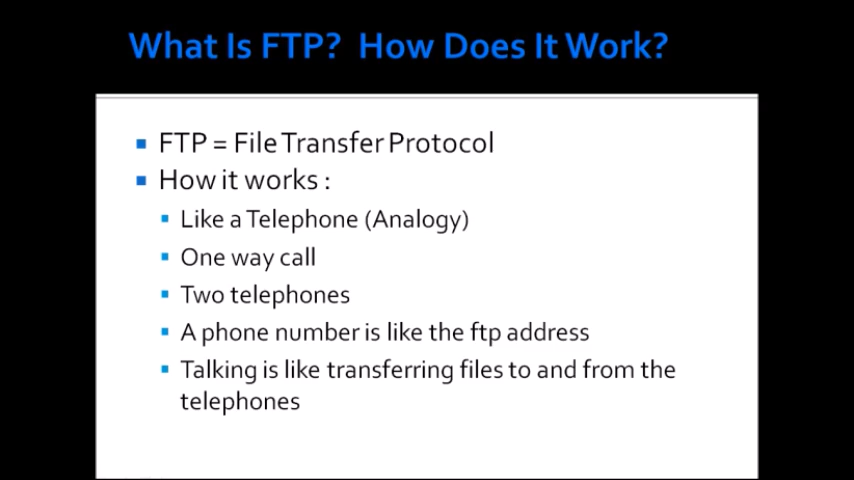 What Is FTP? How Does It Work?
FTP = File Transfer Protocol
How it works :
Like a Telephone (Analogy)
One way call
Two telephones
A phone number is like the ftp address
Talking is like transferring files to and from the
telephones